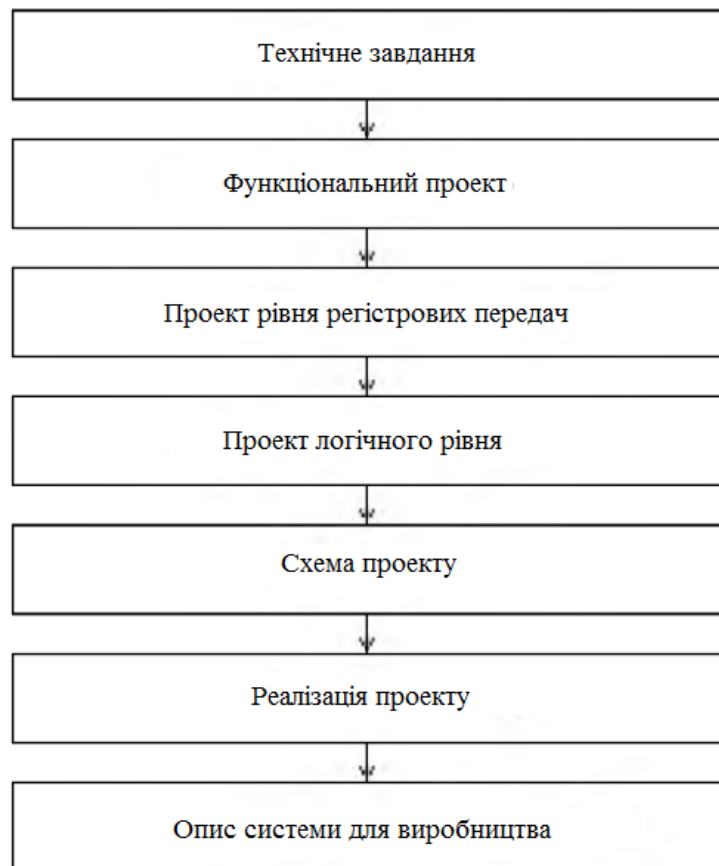 Технічне завдання
Функціональний проект
Проект рівня регістрових передач
Проект логічного рівня
Схема проекту
Реалізація проекту
Опис системи для виробництва